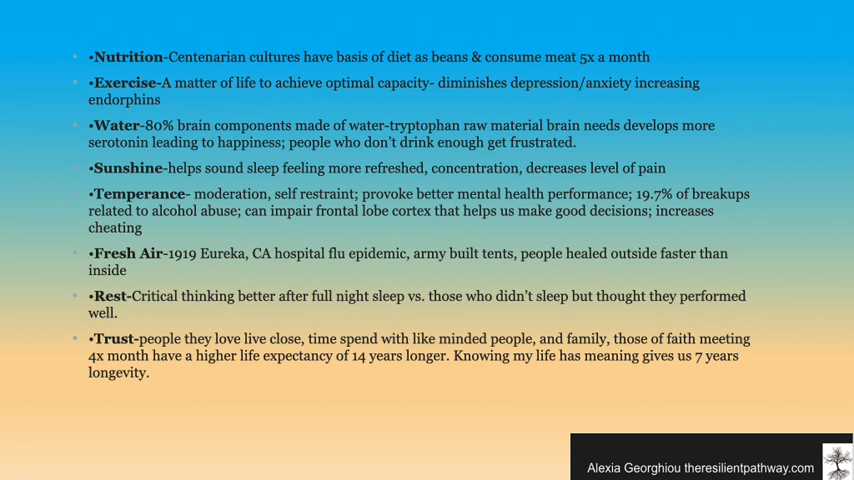 • •Nutrition-Centenarian cultures have basis of diet as beans & consume meat 5x a month
• •Exercise-A matter of life to achieve optimal capacity- diminishes depression/anxiety increasing
endorphins
• •Water-80% brain components made of water-tryptophan raw material brain needs develops more
serotonin leading to happiness; people who don't drink enough get frustrated.
• •Sunshine-helps sound sleep feeling more refreshed, concentration, decreases level of pain
• •Temperance- moderation, self restraint; provoke better mental health performance; 19.7% of breakups
related to alcohol abuse; can impair frontal lobe cortex that helps us make good decisions; increases
cheating
• •Fresh Air-1919 Eureka, CA hospital flu epidemic, army built tents, people healed outside faster than
inside
• •Rest-Critical thinking better after full night sleep vs. those who didn't sleep but thought they performed
well.
• •Trust-people they love live close, time spend with like minded people, and family, those of faith meeting
4x month have a higher life expectancy of 14 years longer. Knowing my life has meaning gives us 7 years
longevity.
Alexia Georghiou theresilientpathway.com